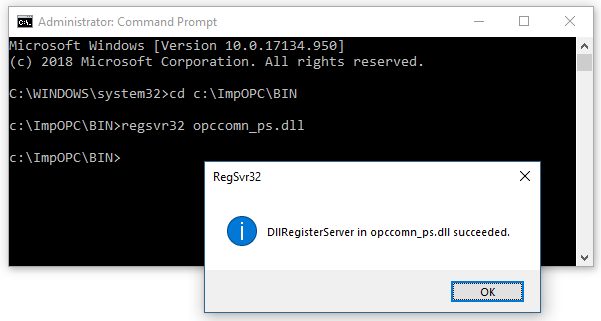 Administrator: Command Prompt
Microsoft Windows [Version 10.0.17134.950]
(c) 2018 Microsoft Corporation. All rights reserved.
C:\WINDOWS\system32>cd c:\ImpOPC\BIN
c:\ImpOPC\BIN>regsvr32 opccomn_ps.dll
c:\ImpOPC\BIN>
RegSvr32
DllRegisterServer in opccomn_ps.dll succeeded.
OK